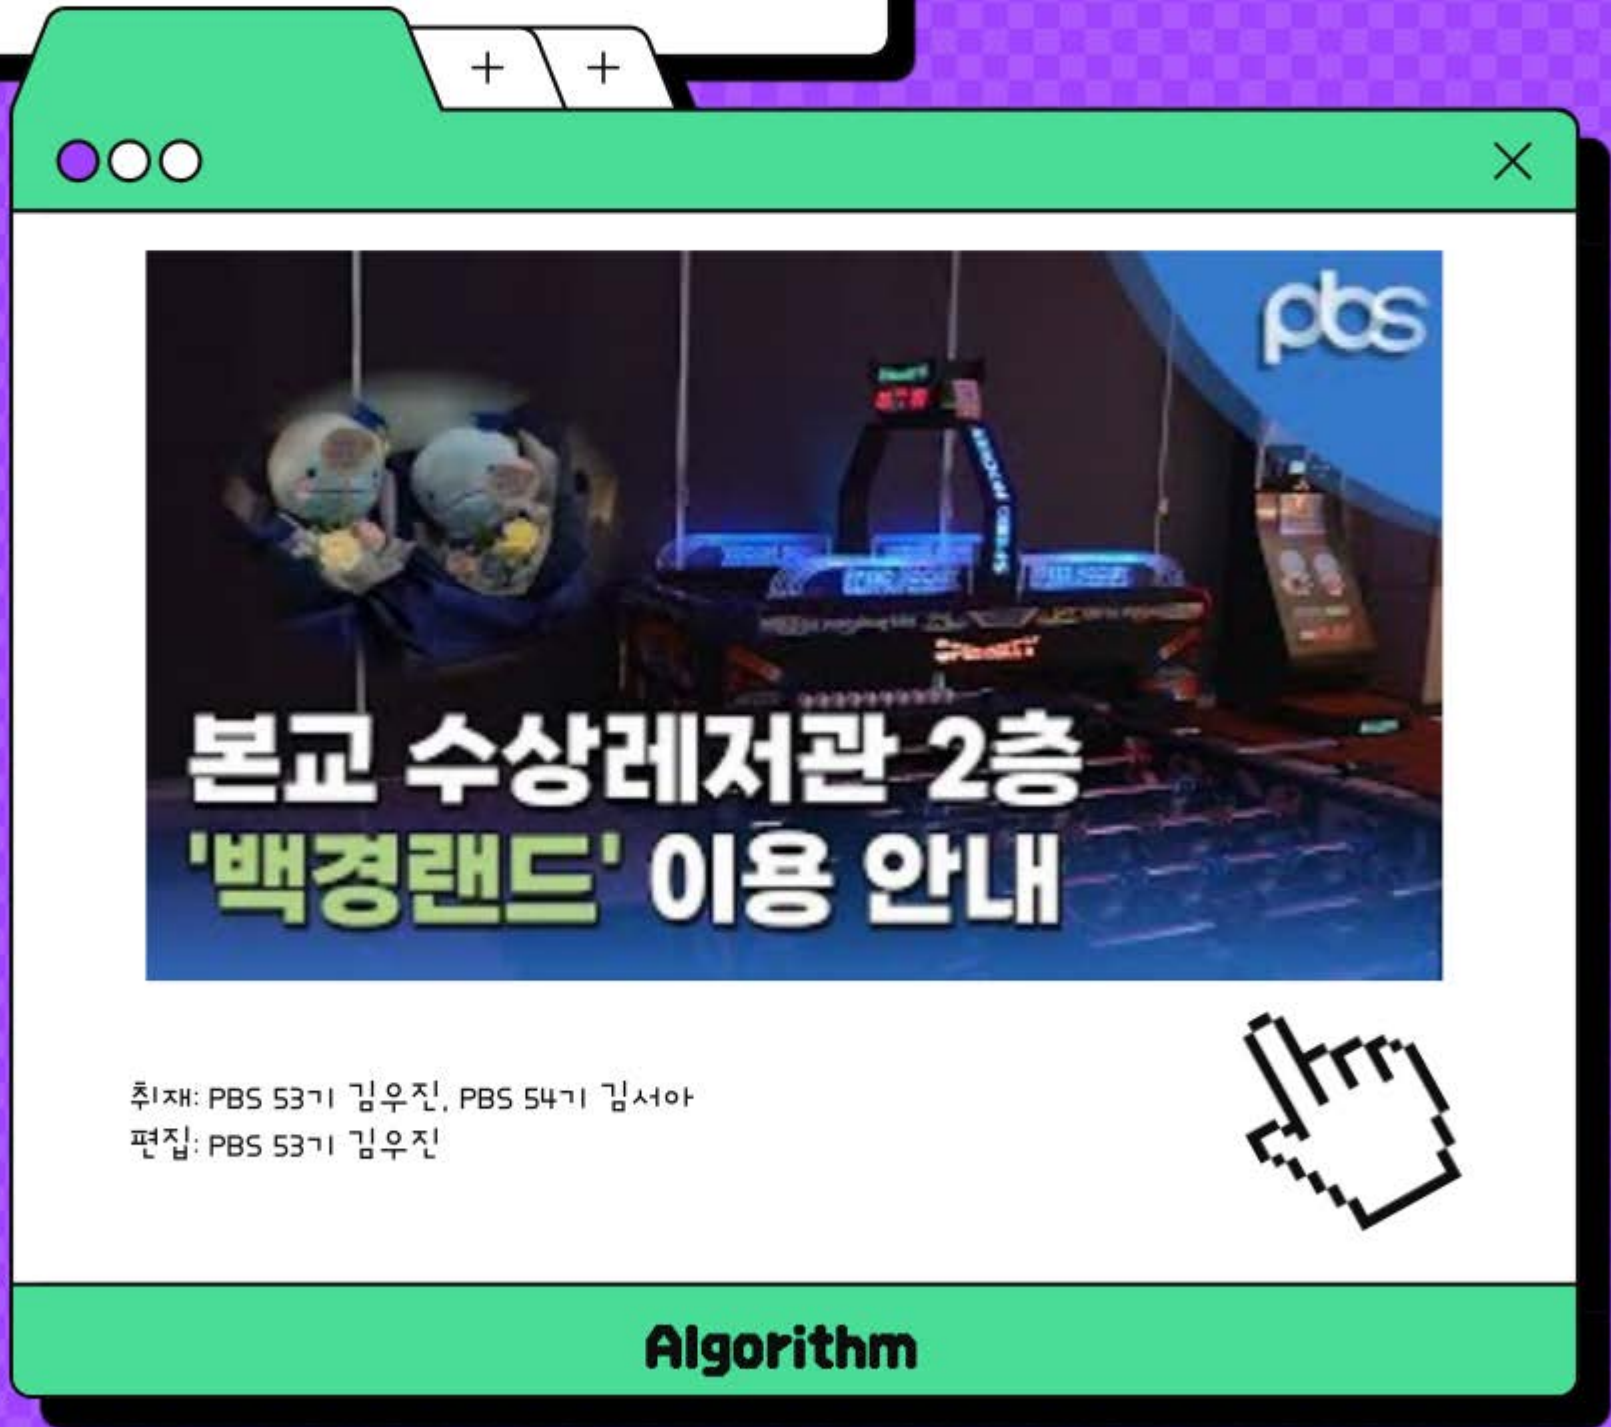 pbs
본교 수상레저관 2층
'백경랜드' 이용 안내
취재: PBS 53기 김우진, PBS 54기 김서아
편집: PBS 53기 김우진
Algorithm